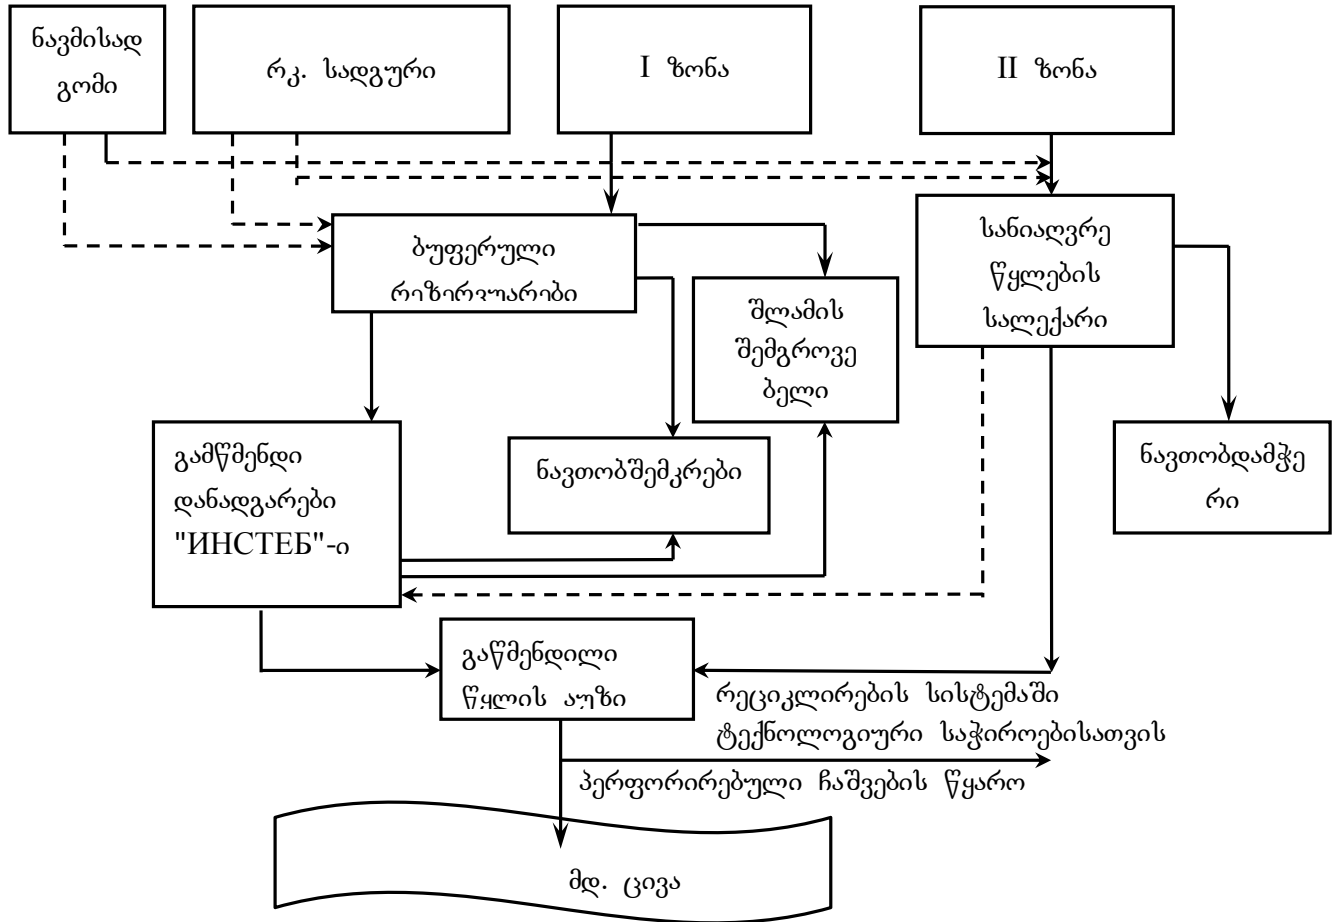 ნავმისად
გომი
რკ. სადგური
I ზონა
II ზონა
ბუფერული
რეზერვუარები
შლამის
შემგროვე
ბელი
სანიაღვრე
წყლების
სალექარი
გამწმენდი
დანადგარები
"ИНСТЕБ"-ი
ნავთობშემკრები
ნავთობდამჭე
რი
გაწმენდილი
წყლის აუზი
რეციკლირების სისტემაში
ტექნოლოგიური საჭიროებისათვის
პერფორირებული ჩაშვების წყარო
მდ. ცივა